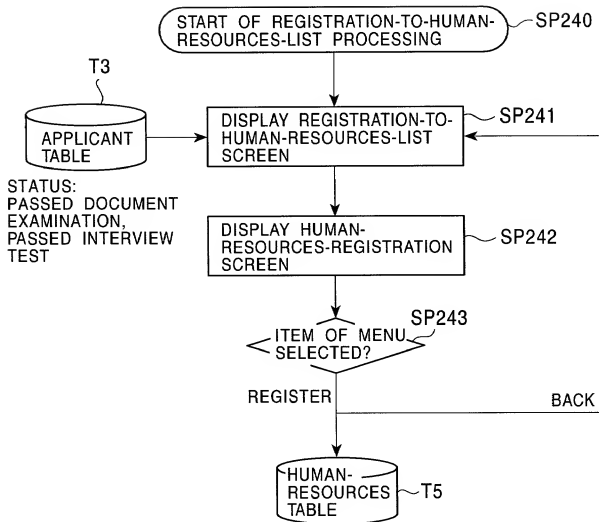 START OF REGISTRATION-TO-HUMAN-
RESOURCES-LIST PROCESSING
SP240
T3
APPLICANT
TABLE
STATUS:
PASSED DOCUMENT
EXAMINATION,
PASSED INTERVIEW
TEST
DISPLAY REGISTRATION-TO-
HUMAN-RESOURCES-LIST
SCREEN
SP241
DISPLAY HUMAN-
RESOURCES-REGISTRATION
SCREEN
SP242
ITEM OF MENU
SELECTED?
SP243
REGISTER
BACK
HUMAN-
RESOURCES
TABLE
T5